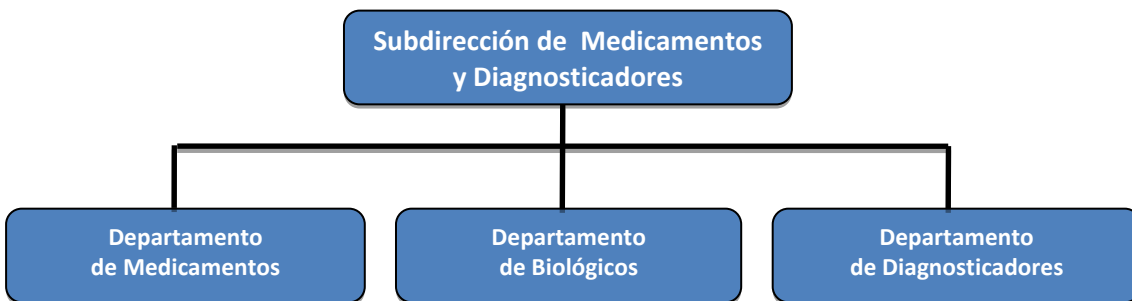 Subdirección de Medicamentos
y Diagnosticadores
Departamento
de Medicamentos
Departamento
de Biológicos
Departamento
de Diagnosticadores